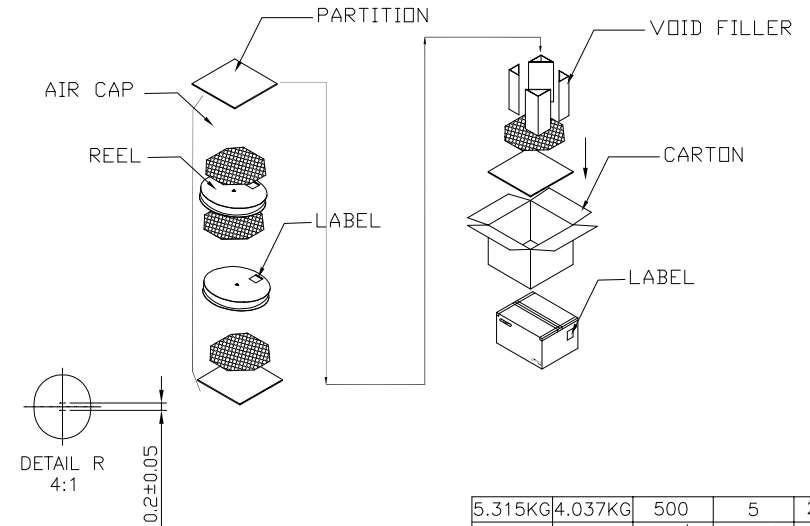 PARTITION
VOID FILLER
AIR CAP
REEL
CARTON
LABEL
LABEL
DETAIL R
4:1
0.2±0.05
5.315KG 4.037KG 500 5